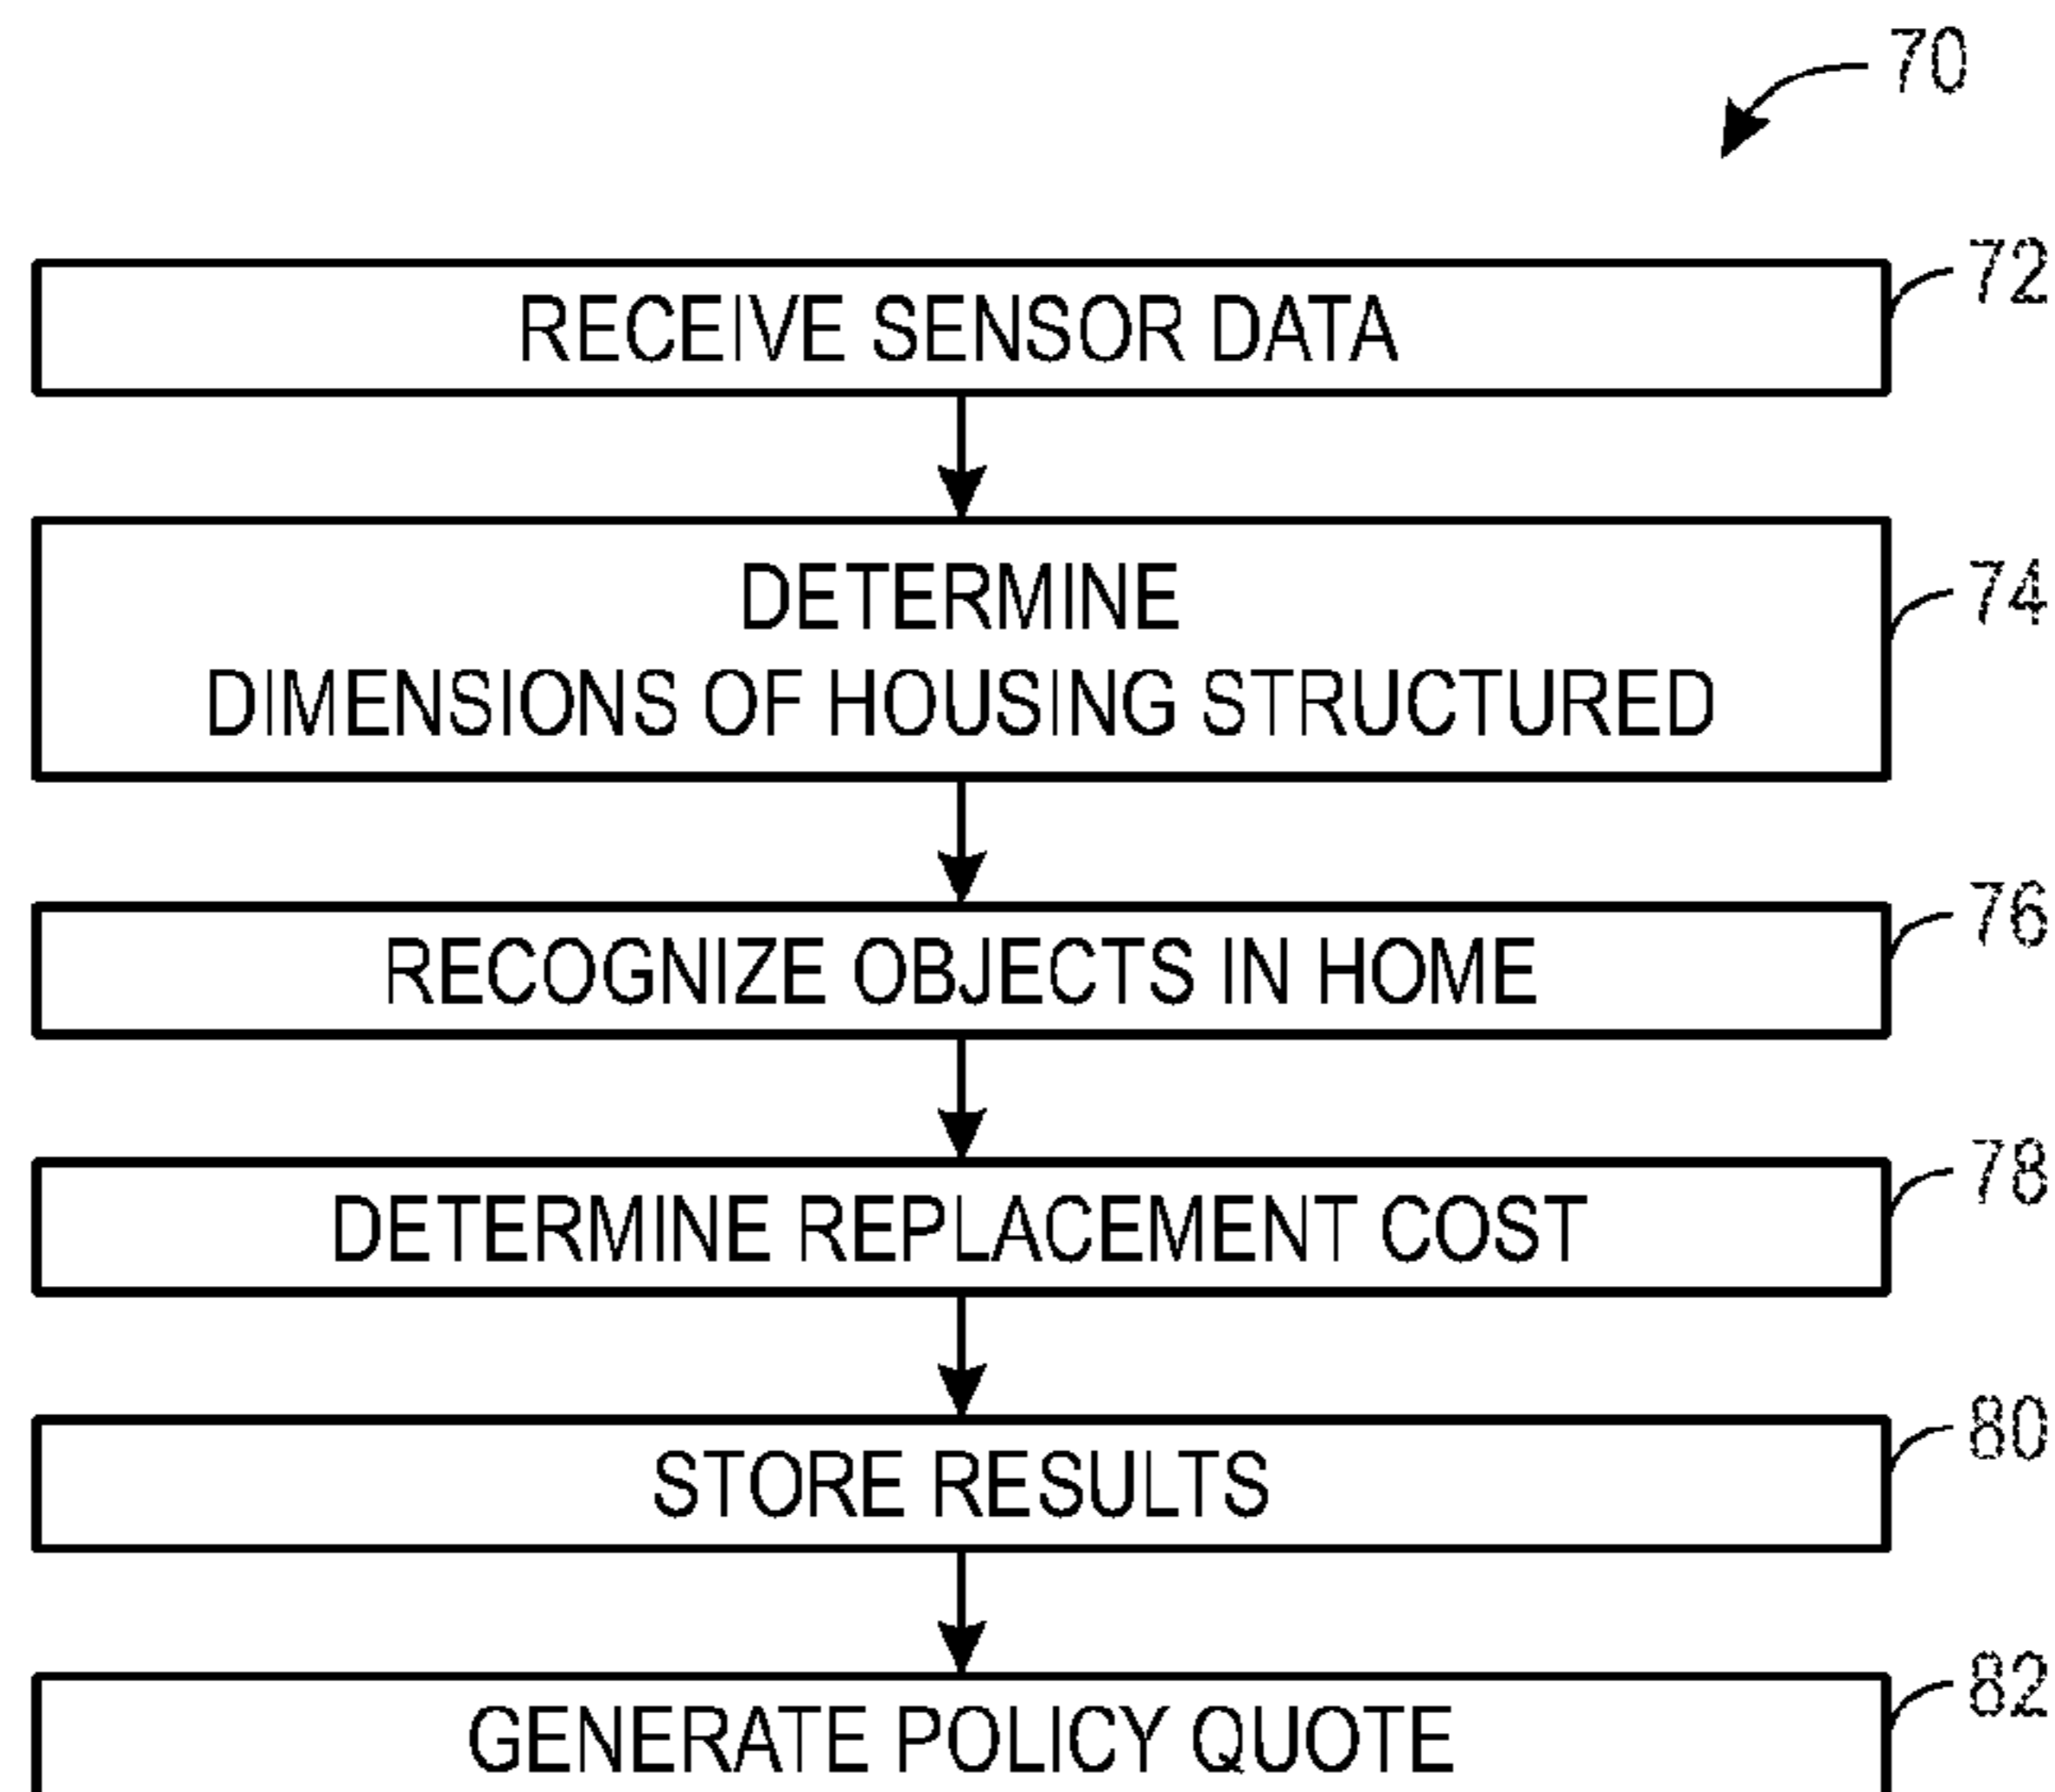 70
RECEIVE SENSOR DATA
72
DETERMINE
DIMENSIONS OF HOUSING STRUCTURED
74
RECOGNIZE OBJECTS IN HOME
76
DETERMINE REPLACEMENT COST
78
STORE RESULTS
80
GENERATE POLICY QUOTE
82